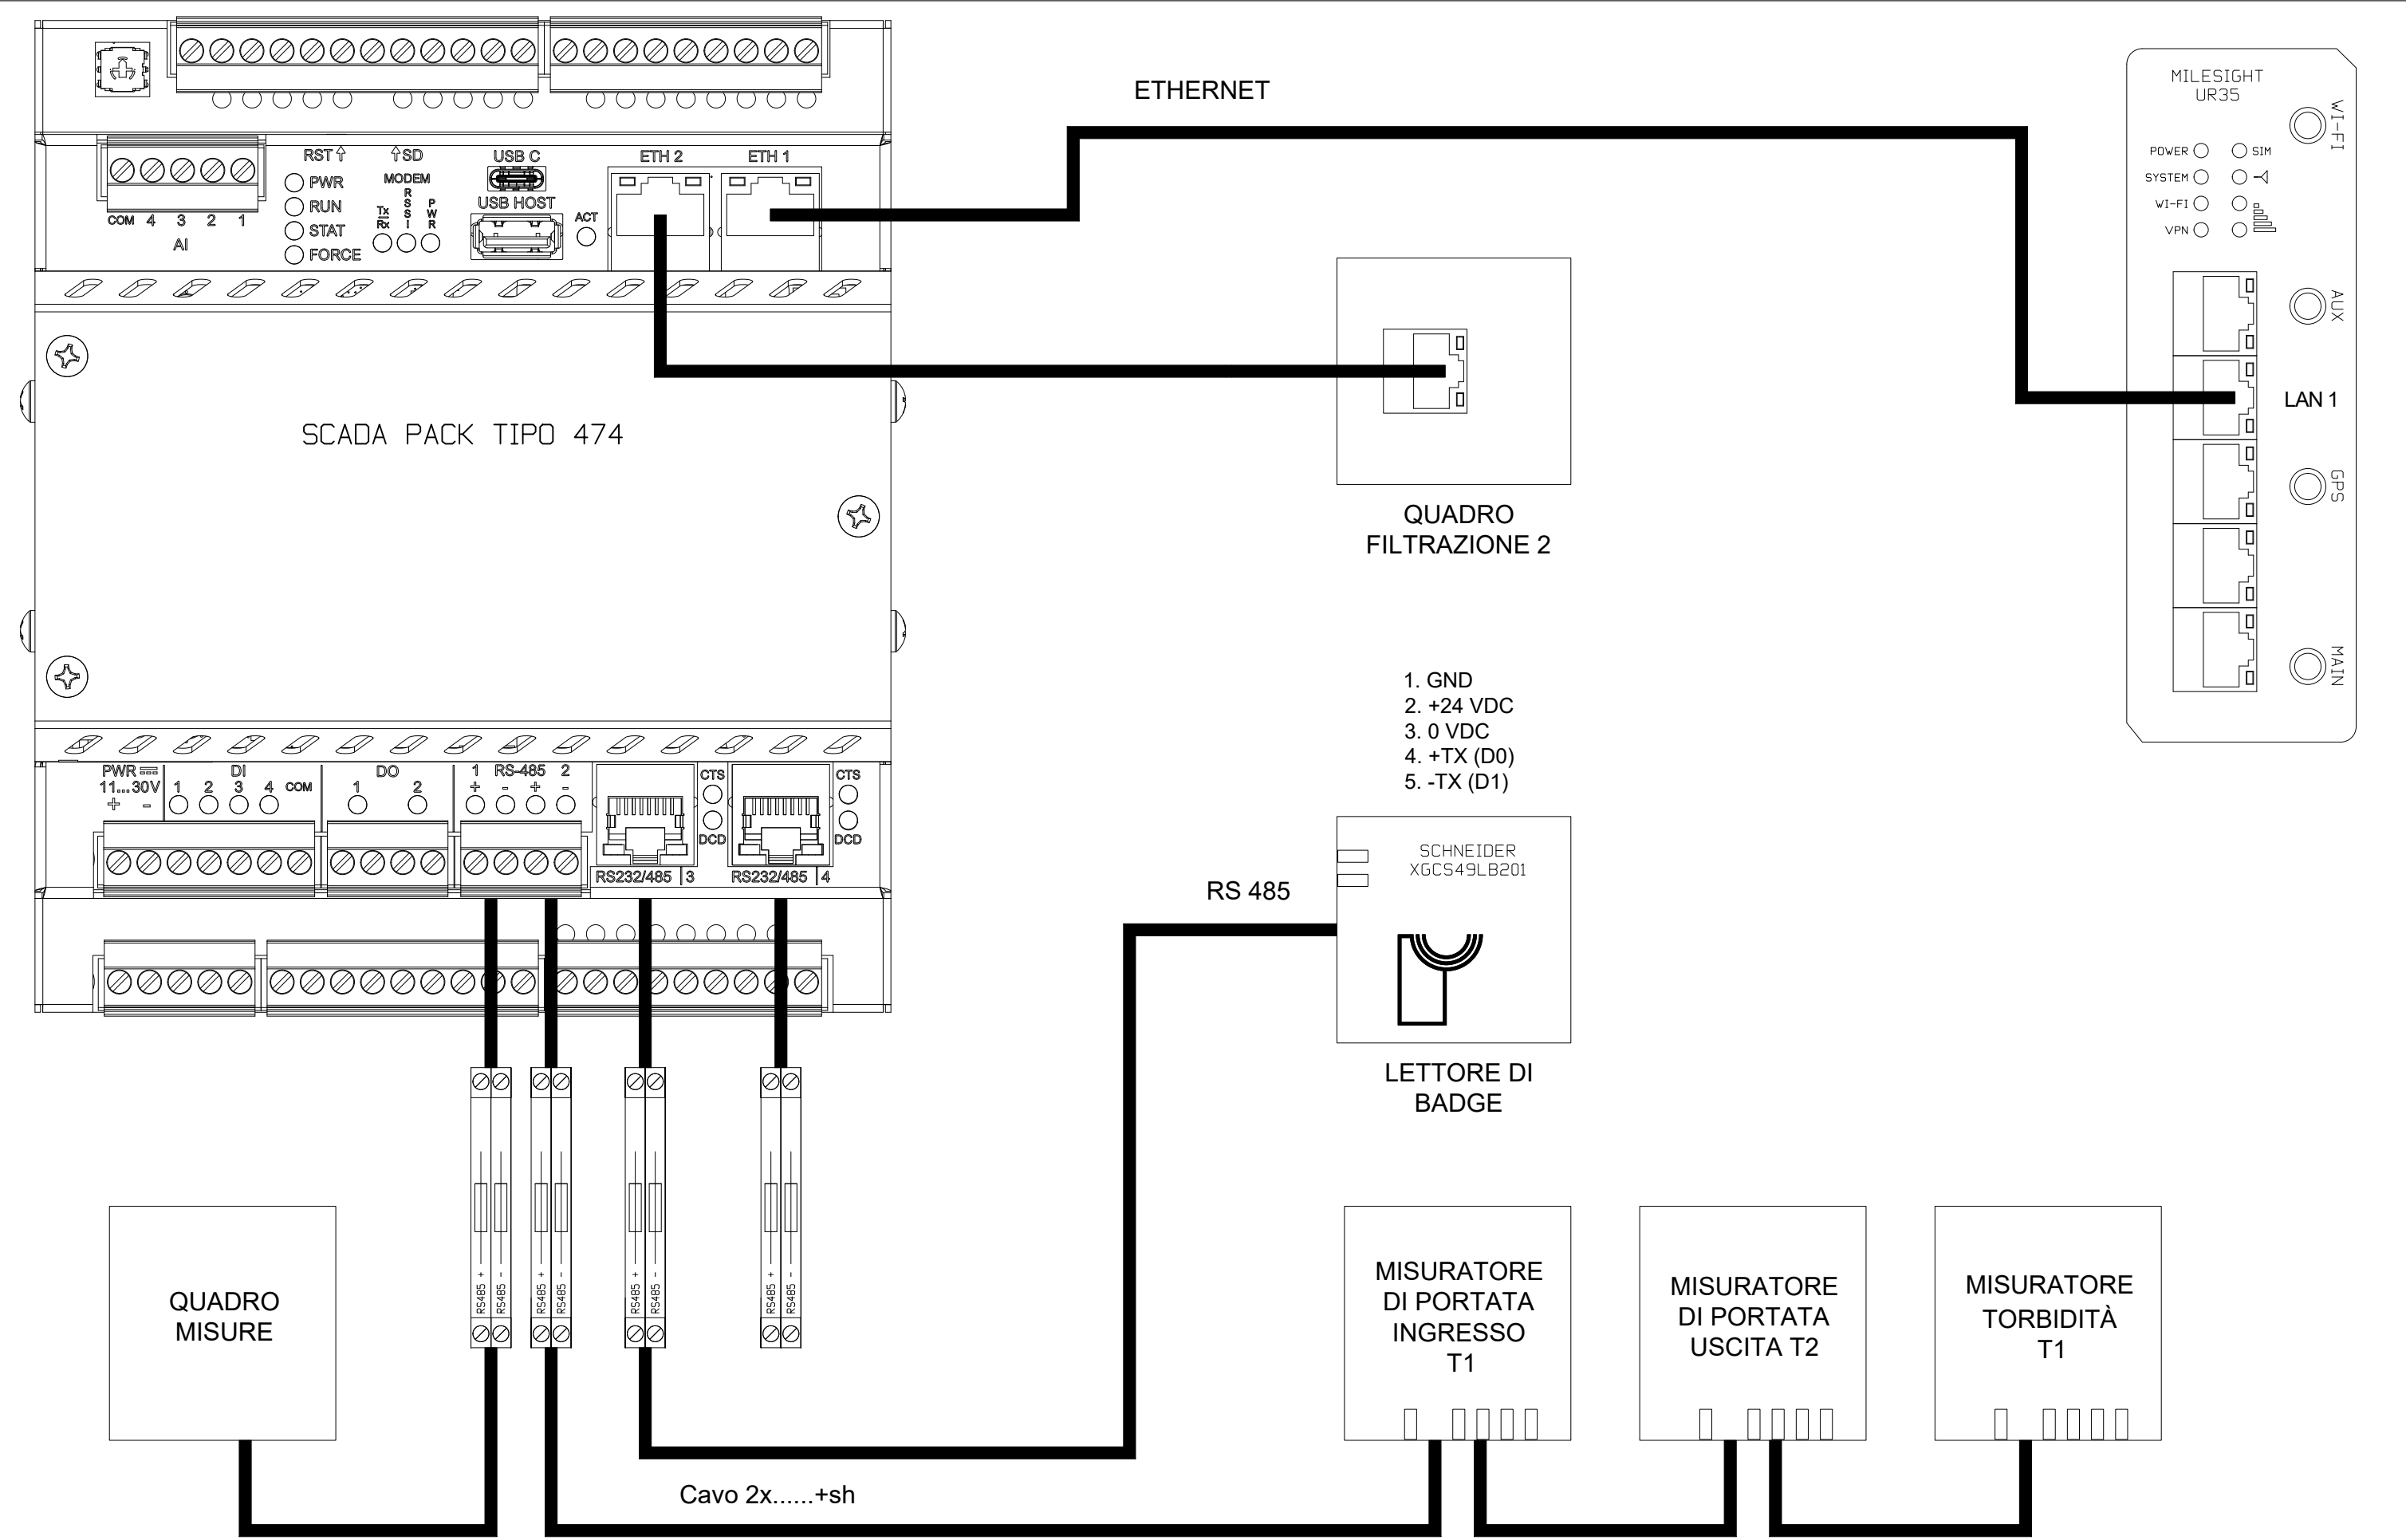 ETHERNET
MILESIGHT
UR35
WI-FI
POWER
SIM
SYSTEM
WI-FI
VPN
AUX
LAN 1
GPS
MAIN
RST
SD
USB C
ETH 2
ETH 1
PWR
MODEM
RUN
Tx
Rx
RSSI
PWR
USB HOST
ACT
STAT
FORCE
COM 4 3 2 1
AI
SCADA PACK TIPO 474
QUADRO
FILTRAZIONE 2
1. GND
2. +24 VDC
3. 0 VDC
4. +TX (D0)
5. -TX (D1)
PWR
11...30V
+ -
DI
1 2 3 4 COM
DO
1 2
1 RS-485 2
+ - + -
CTS
DCD
CTS
DCD
RS232/485 3
RS232/485 4
SCHNEIDER
XGCS49LB201
RS 485
LETTORE DI
BADGE
RS485 +
RS485 -
RS485 +
RS485 -
RS485 +
RS485 -
RS485 +
RS485 -
QUADRO
MISURE
MISURATORE
DI PORTATA
INGRESSO
T1
MISURATORE
DI PORTATA
USCITA T2
MISURATORE
TORBIDITÀ
T1
Cavo 2x......+sh